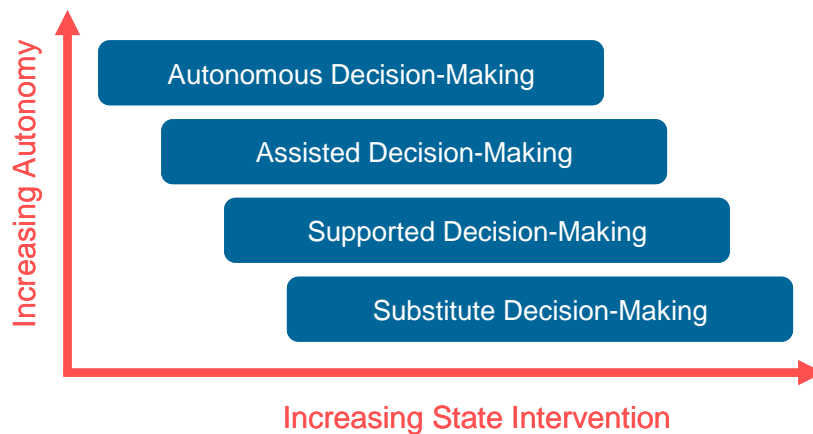 Increasing Autonomy
Autonomous Decision-Making
Assisted Decision-Making
Supported Decision-Making
Substitute Decision-Making
Increasing State Intervention